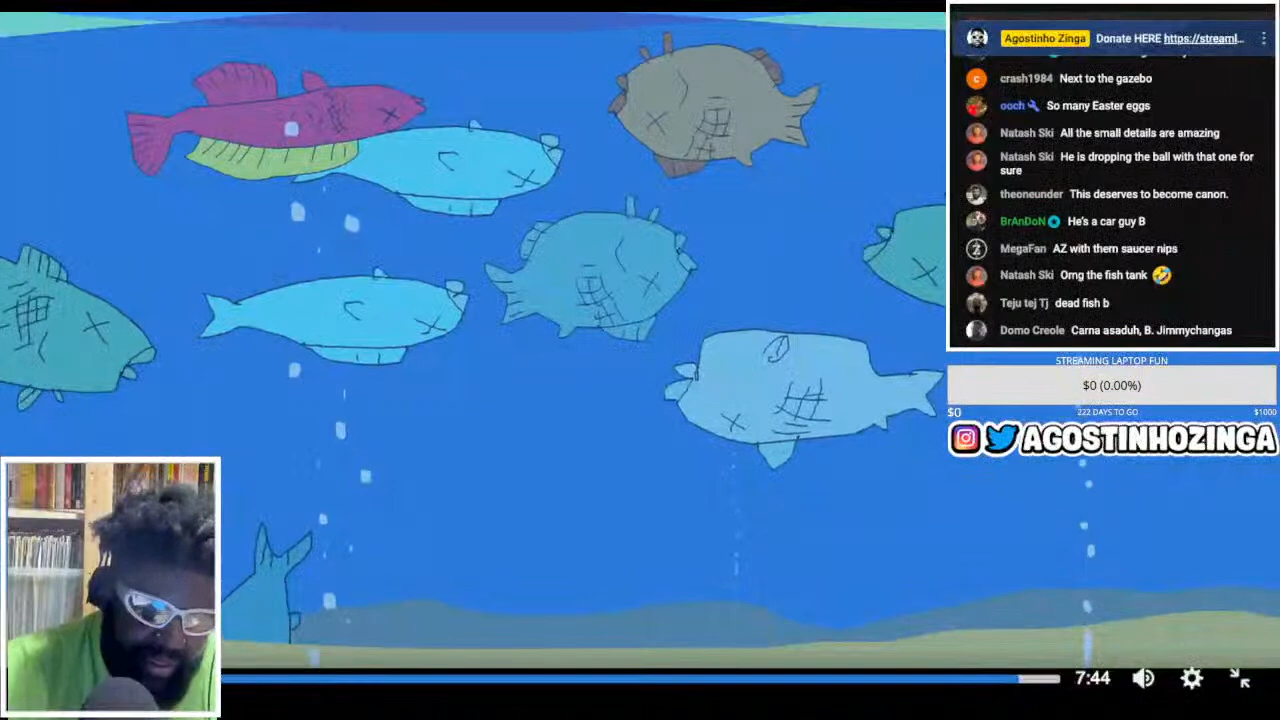 Agostinho Zinga Donate HERE https://streaml...
crash1984 Next to the gazebo
ooch So many Easter eggs
Natash Ski All the small details are amazing
Natash Ski He is dropping the ball with that one for
sure
theoneunder This deserves to become canon.
BrAnDoN He's a car guy B
MegaFan AZ with them saucer nips
Natash Ski Omg the fish tank 🤣
Teju tej Tj dead fish b
Domo Creole Carna asaduh, B. Jimmychangas
STREAMING LAPTOP FUN
$0 (0.00%)
$0 222 DAYS TO GO $1000
AGOSTINHOZINGA
7:44